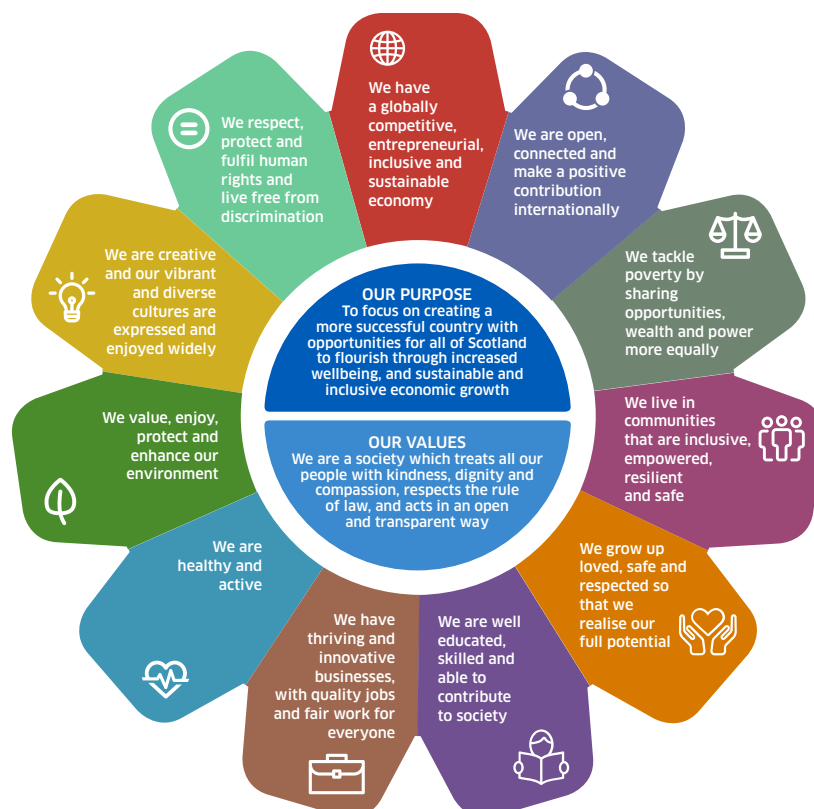 We have
a globally
competitive,
entrepreneurial,
inclusive and
sustainable
economy
We are open,
connected and
make a positive
contribution
internationally
We tackle
poverty by
sharing
opportunities,
wealth and power
more equally
We live in
communities
that are inclusive,
empowered,
resilient
and safe
We grow up
loved, safe and
respected so
that we
realise our
full potential
We are well
educated,
skilled and
able to
contribute
to society
We have
thriving and
innovative
businesses,
with quality jobs
and fair work for
everyone
We are
healthy and
active
We value, enjoy,
protect and
enhance our
environment
We are creative
and our vibrant
and diverse
cultures are
expressed and
enjoyed widely
We respect,
protect and
fulfil human
rights and
live free from
discrimination
OUR PURPOSE
To focus on creating a
more successful country with
opportunities for all of Scotland
to flourish through increased
wellbeing, and sustainable and
inclusive economic growth
OUR VALUES
We are a society which treats all our
people with kindness, dignity and
compassion, respects the rule
of law, and acts in an open
and transparent way